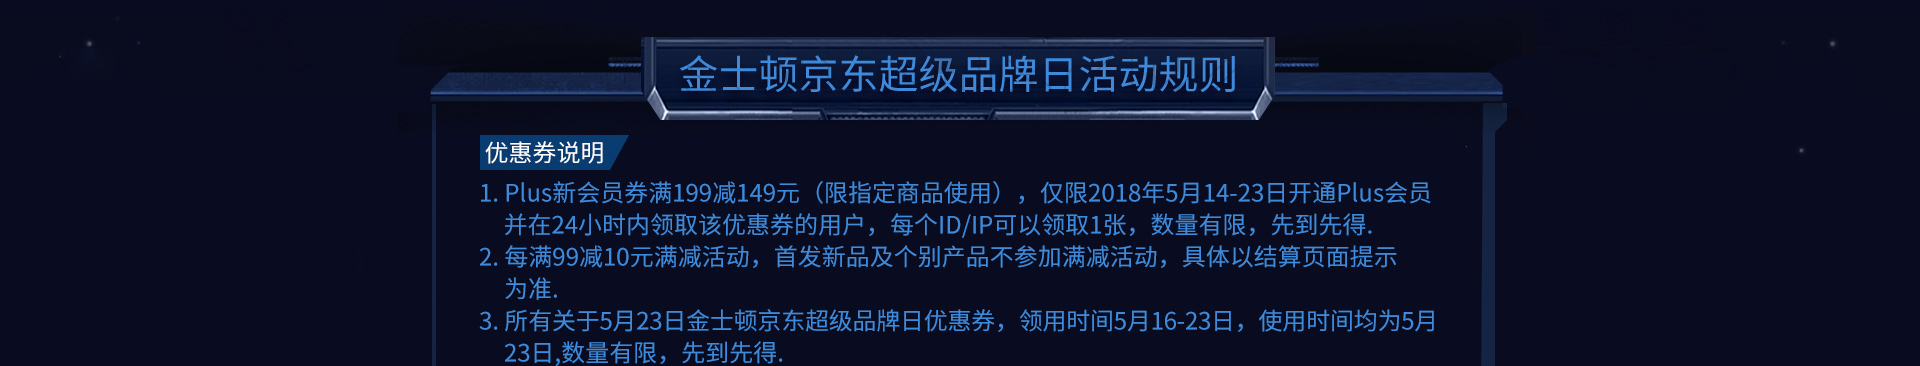 金士顿京东超级品牌日活动规则
优惠券说明
1. Plus新会员券满199减149元（限指定商品使用），仅限2018年5月14-23日开通Plus会员
并在24小时内领取该优惠券的用户，每个ID/IP可以领取1张，数量有限，先到先得.
2. 每满99减10元满减活动，首发新品及个别产品不参加满减活动，具体以结算页面提示
为准.
3. 所有关于5月23日金士顿京东超级品牌日优惠券，领用时间5月16-23日，使用时间均为5月
23日,数量有限，先到先得.